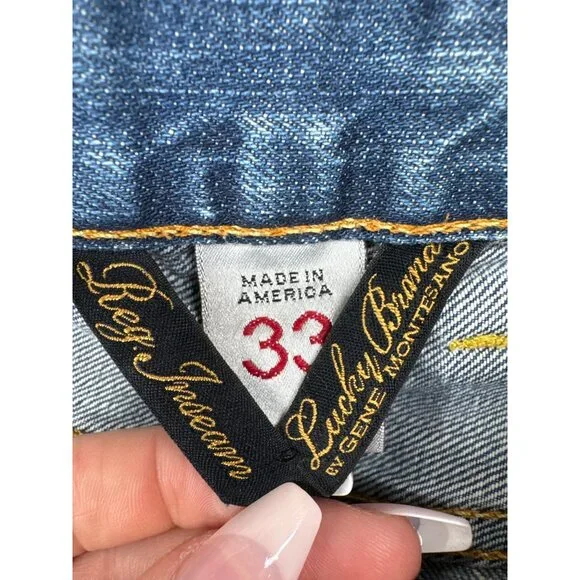 Reg. Inseam
MADE IN
AMERICA
33
Lucky Brand
BY GENE MONTESANO